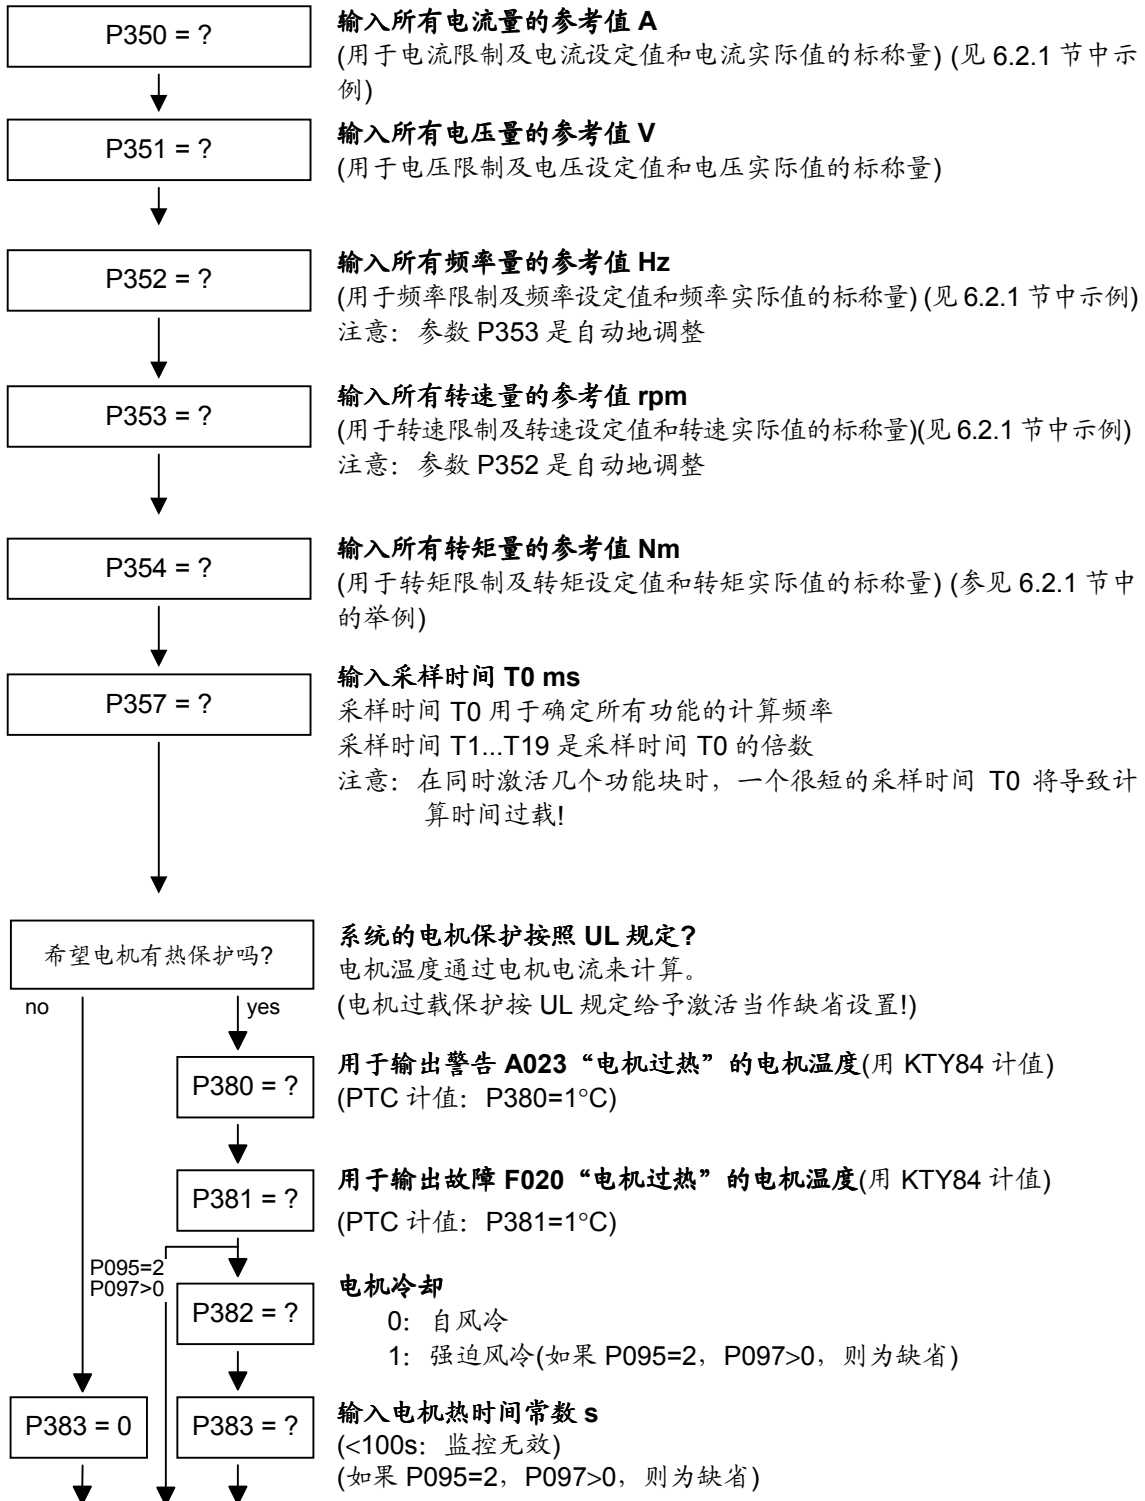 P350 = ?
输入所有电流量的参考值 A
(用于电流限制及电流设定值和电流实际值的标称量) (见 6.2.1 节中示
例)
P351 = ?
输入所有电压量的参考值 V
(用于电压限制及电压设定值和电压实际值的标称量)
P352 = ?
输入所有频率量的参考值 Hz
(用于频率限制及频率设定值和频率实际值的标称量) (见 6.2.1 节中示例)
注意：参数 P353 是自动地调整
P353 = ?
输入所有转速量的参考值 rpm
(用于转速限制及转速设定值和转速实际值的标称量)(见 6.2.1 节中示例)
注意：参数 P352 是自动地调整
P354 = ?
输入所有转矩量的参考值 Nm
(用于转矩限制及转矩设定值和转矩实际值的标称量) (参见 6.2.1 节中
的举例)
P357 = ?
输入采样时间 T0 ms
采样时间 T0 用于确定所有功能的计算频率
采样时间 T1...T19 是采样时间 T0 的倍数
注意：在同时激活几个功能块时，一个很短的采样时间 T0 将导致计
算时间过载!
希望电机有热保护吗?
no
yes
系统的电机保护按照 UL 规定?
电机温度通过电机电流来计算。
(电机过载保护按 UL 规定给予激活当作缺省设置!)
P380 = ?
用于输出警告 A023“电机过热”的电机温度(用 KTY84 计值)
(PTC 计值：P380=1°C)
P381 = ?
用于输出故障 F020“电机过热”的电机温度(用 KTY84 计值)
(PTC 计值：P381=1°C)
P095=2
P097>0
P382 = ?
电机冷却
0：自风冷
1：强迫风冷(如果 P095=2，P097>0，则为缺省)
P383 = 0
P383 = ?
输入电机热时间常数 s
(<100s：监控无效)
(如果 P095=2，P097>0，则为缺省)